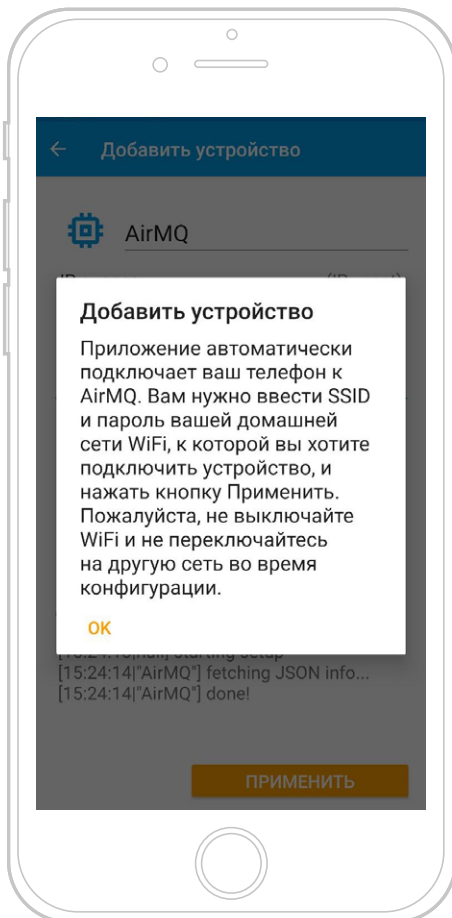 Добавить устройство
AirMQ
Добавить устройство
Приложение автоматически
подключает ваш телефон к
AirMQ. Вам нужно ввести SSID
и пароль вашей домашней
сети WiFi, к которой вы хотите
подключить устройство, и
нажать кнопку Применить.
Пожалуйста, не выключайте
WiFi и не переключайтесь
на другую сеть во время
конфигурации.
OK
[15:24:14|"AirMQ"] fetching JSON info...
[15:24:14|"AirMQ"] done!
ПРИМЕНИТЬ